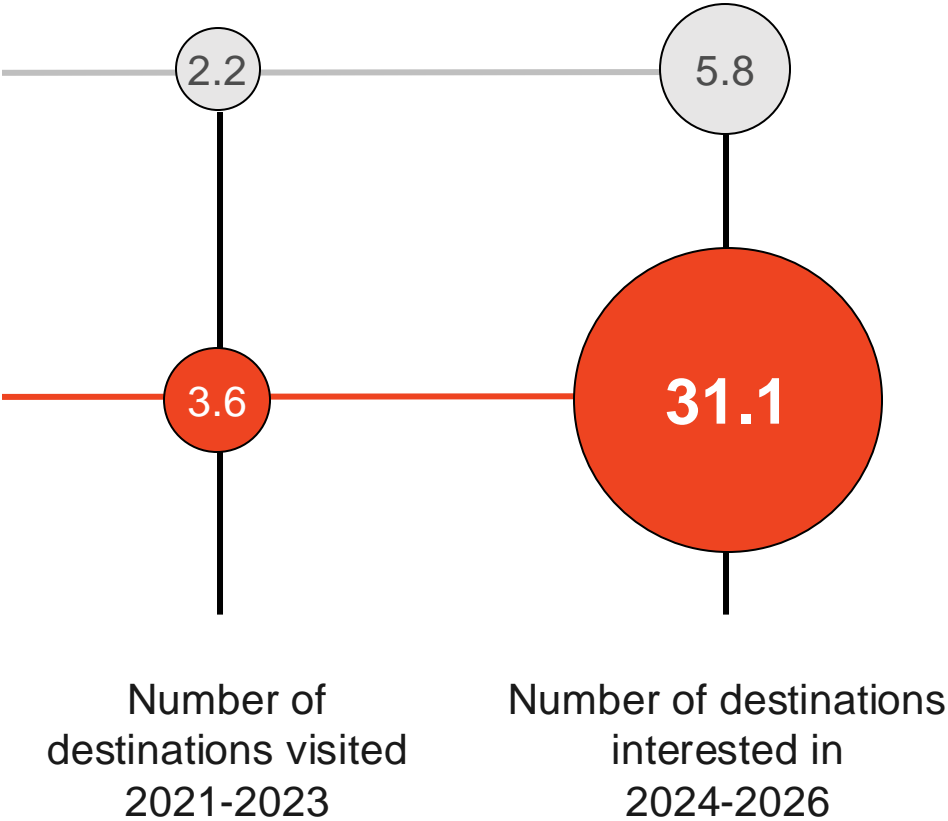 2.2
5.8
3.6
31.1
Number of
destinations visited
2021-2023
Number of destinations
interested in
2024-2026